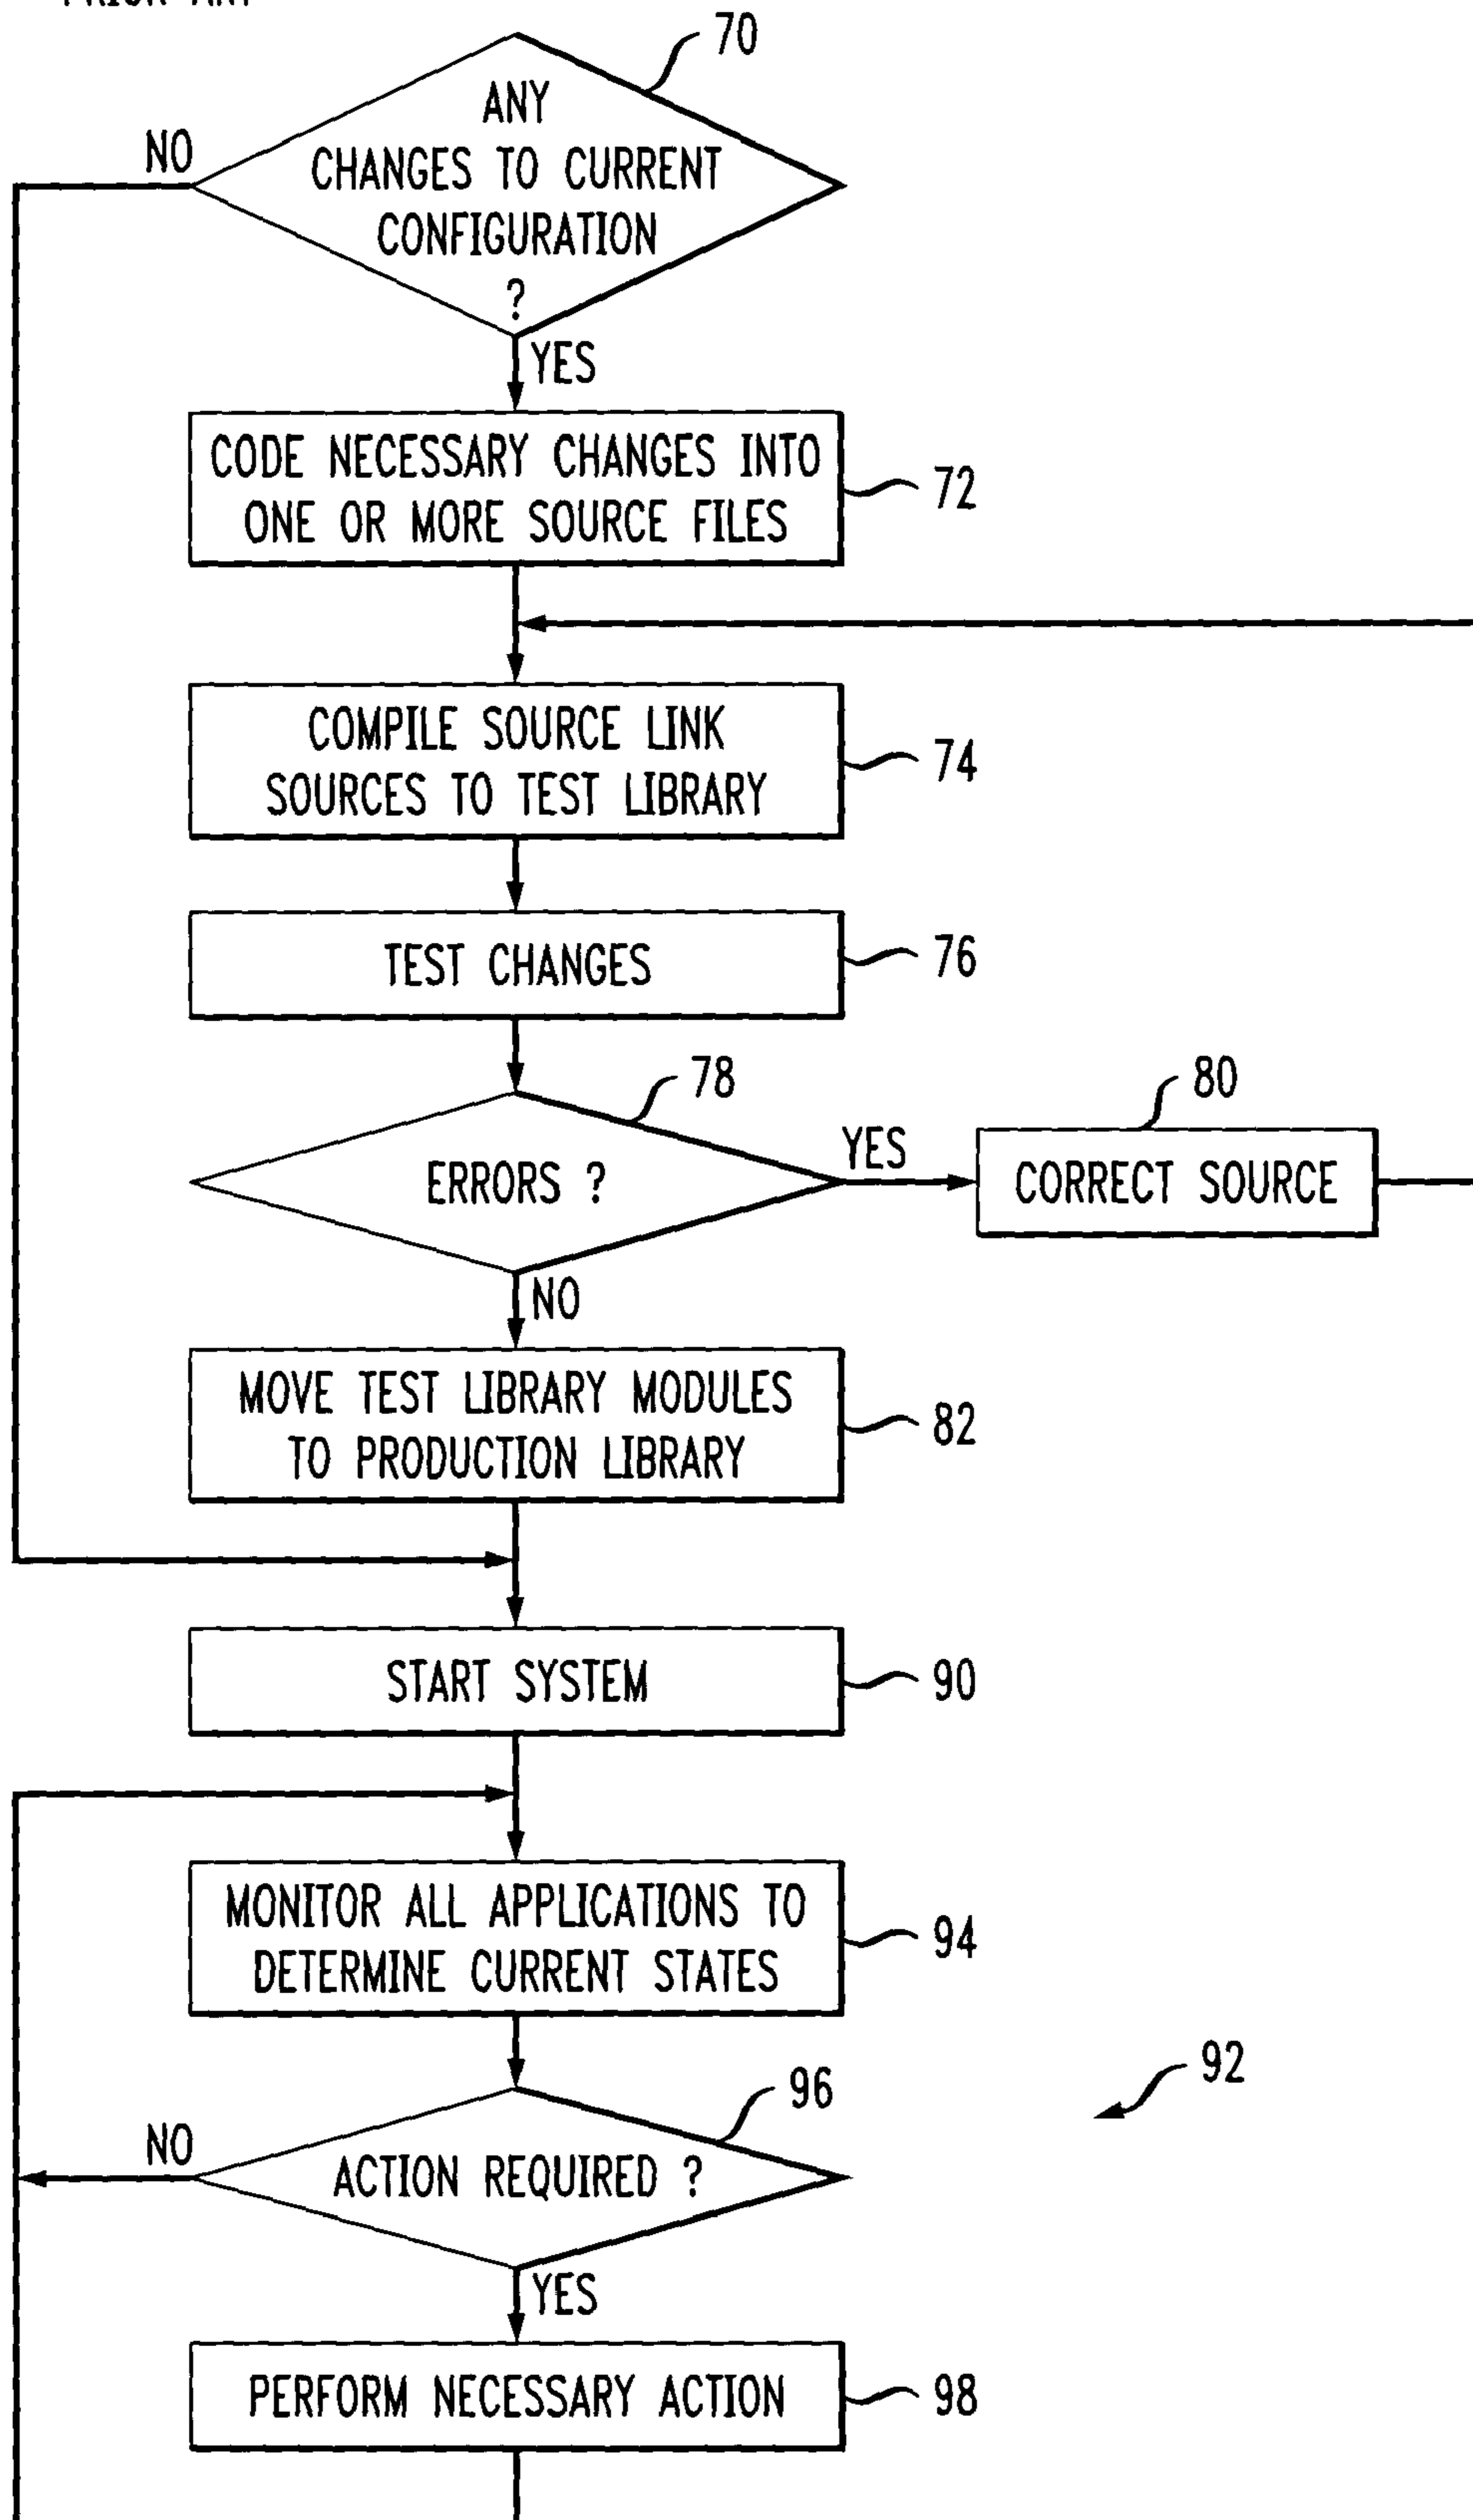 70
ANY
NO
CHANGES TO CURRENT
CONFIGURATION
?
YES
CODE NECESSARY CHANGES INTO
ONE OR MORE SOURCE FILES
72
COMPILE SOURCE LINK
SOURCES TO TEST LIBRARY
74
TEST CHANGES
76
78
80
YES
ERRORS ?
CORRECT SOURCE
NO
MOVE TEST LIBRARY MODULES
TO PRODUCTION LIBRARY
82
START SYSTEM
90
MONITOR ALL APPLICATIONS TO
DETERMINE CURRENT STATES
94
92
96
NO
ACTION REQUIRED ?
YES
PERFORM NECESSARY ACTION
98